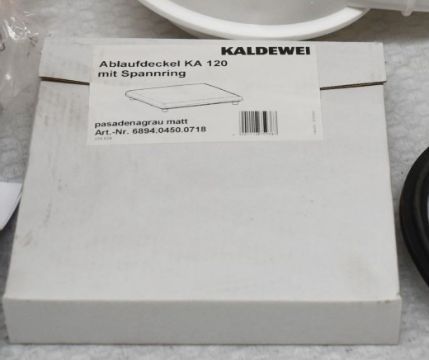 KALDEWEI
Ablaufdeckel KA 120
mit Spannring
pasadenagrau matt
Art.-Nr. 6894.0450.0718